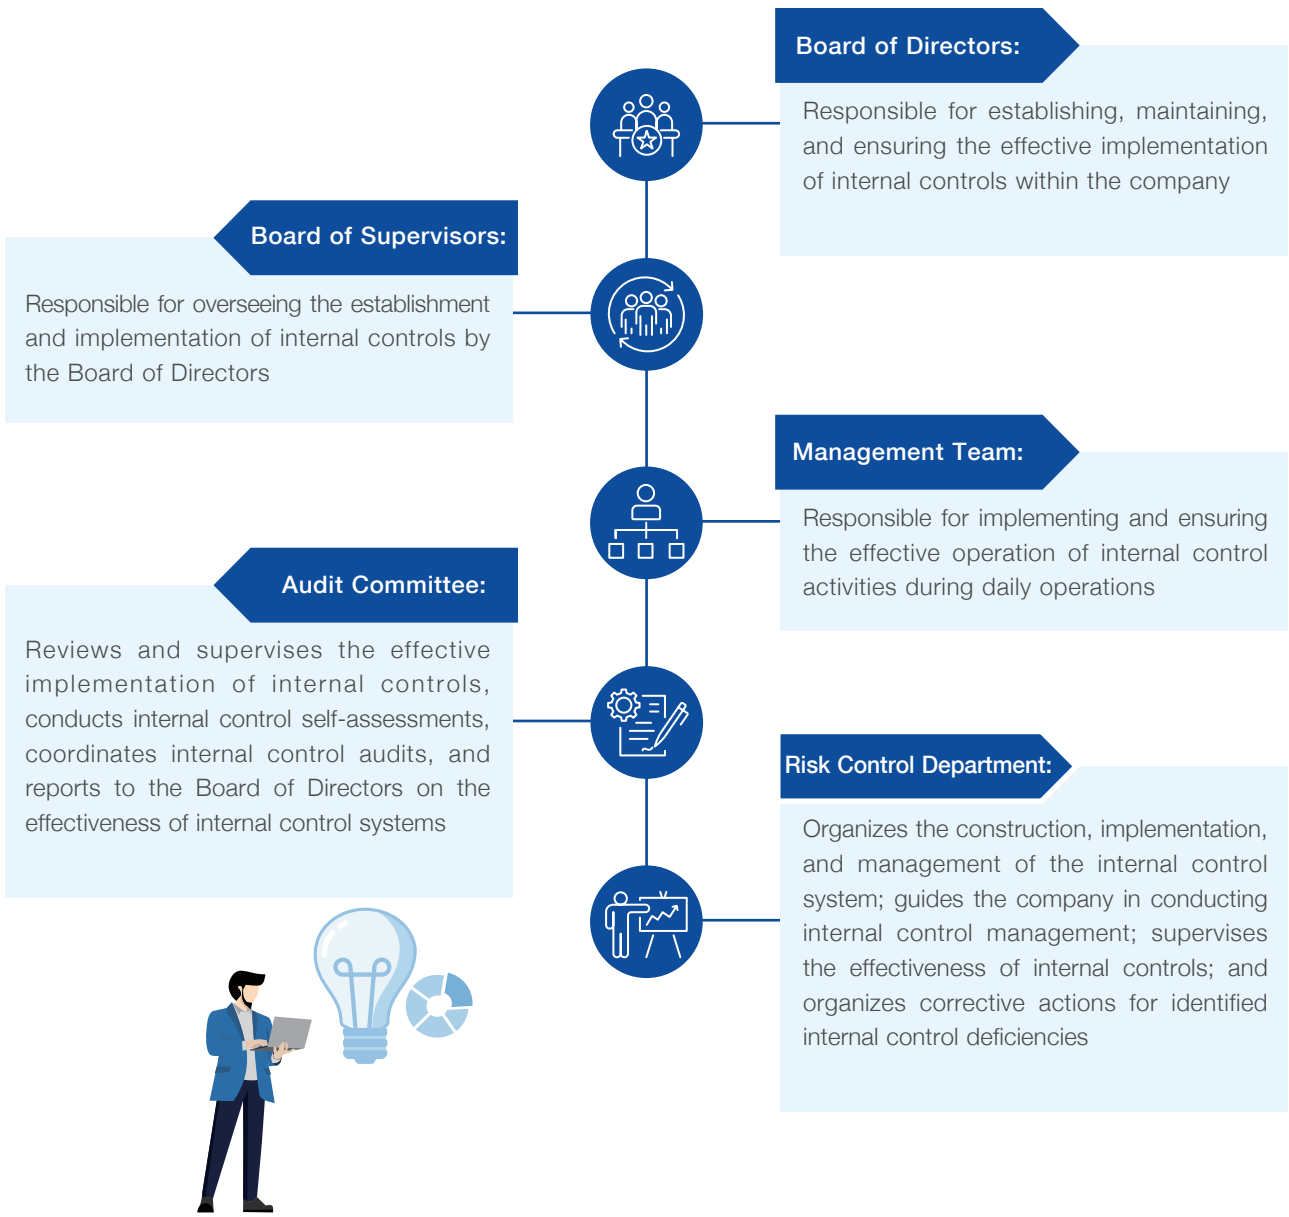 Board of Directors:
Responsible for establishing, maintaining,
and ensuring the effective implementation
of internal controls within the company
Board of Supervisors:
Responsible for overseeing the establishment
and implementation of internal controls by
the Board of Directors
Management Team:
Responsible for implementing and ensuring
the effective operation of internal control
activities during daily operations
Audit Committee:
Reviews and supervises the effective
implementation of internal controls,
conducts internal control self-assessments,
coordinates internal control audits, and
reports to the Board of Directors on the
effectiveness of internal control systems
Risk Control Department:
Organizes the construction, implementation,
and management of the internal control
system; guides the company in conducting
internal control management; supervises
the effectiveness of internal controls; and
organizes corrective actions for identified
internal control deficiencies